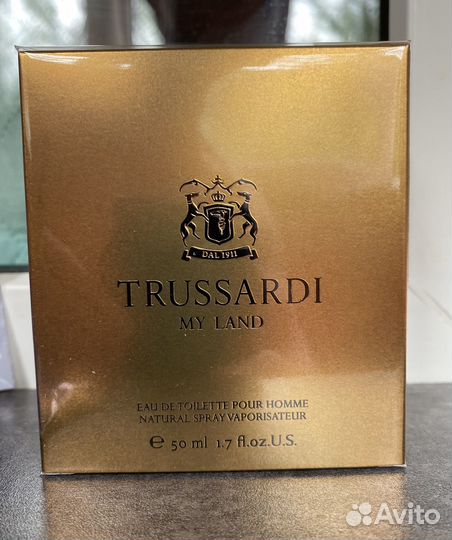 DAL 1911
TRUSSARDI
MY LAND
EAU DE TOILETTE POUR HOMME
NATURAL SPRAY VAPORISATEUR
℮ 50 ml 1.7 fl.oz.U.S.
Avito